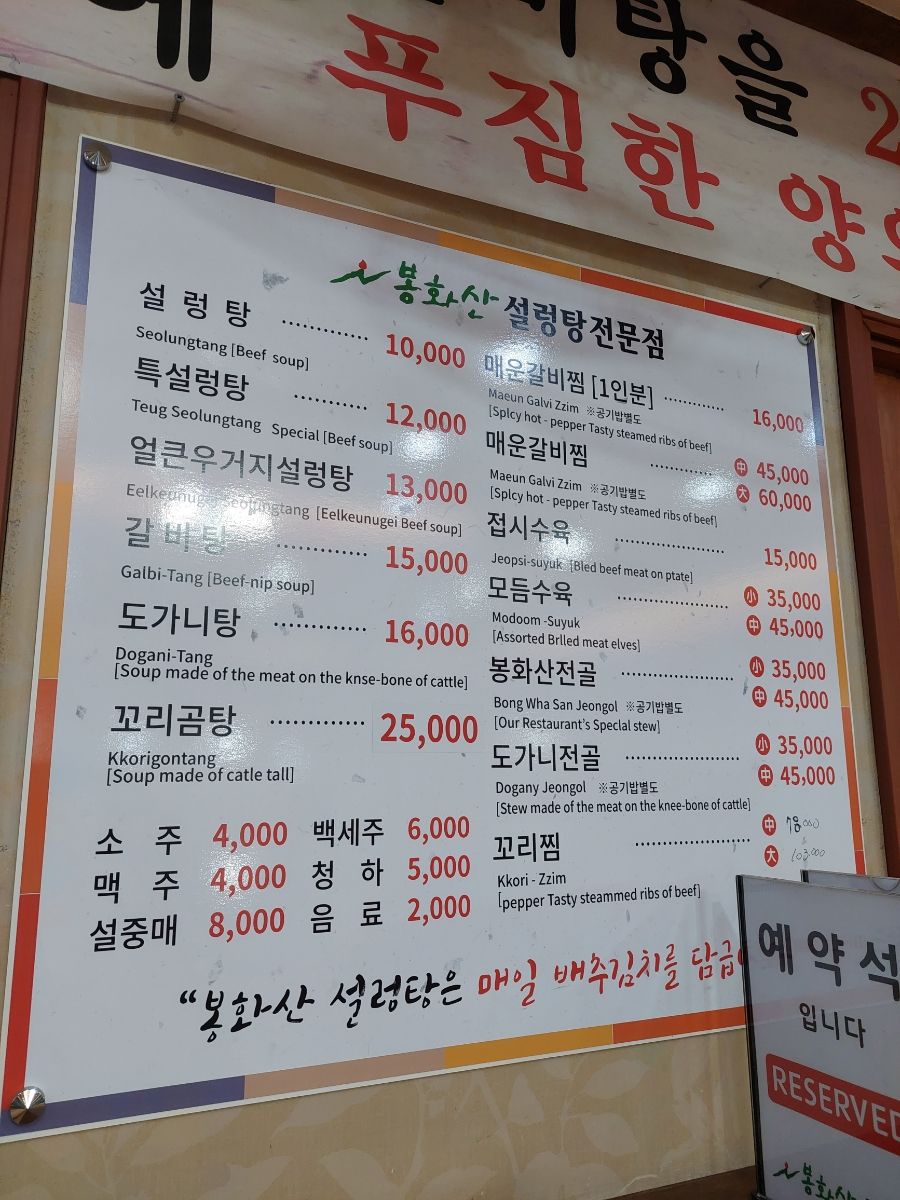 탕을 2
푸짐한 양
봉화산 설렁탕전문점
설 렁 탕 ············ 10,000
Seolungtang [Beef soup]
특설렁탕 ·········· 12,000
Teug Seolungtang Special [Beef soup]
얼큰우거지설렁탕 13,000
[Eelkeunugei Beef soup]
갈 비 탕 ············ 15,000
Galbi-Tang [Beef-nip soup]
도가니탕 ············ 16,000
Dogani-Tang
[Soup made of the meat on the knse-bone of cattle]
꼬리곰탕 ············· 25,000
Kkorigontang
[Soup made of catle tall]
소 주 4,000 백세주 6,000
맥 주 4,000 청 하 5,000
설중매 8,000 음 료 2,000
매운갈비찜 [1인분] ············ 16,000
Maeun Galvi Zzim ※공기밥별도
[Splcy hot - pepper Tasty steamed ribs of beef]
매운갈비찜 ············ 中 45,000
大 60,000
Maeun Galvi Zzim ※공기밥별도
[Splcy hot - pepper Tasty steamed ribs of beef]
접시수육 ····················· 15,000
Jeopsi-suyuk [Bled beef meat on ptate]
모듬수육 ····················· 小 35,000
中 45,000
Modoom -Suyuk
[Assorted Brlled meat elves]
봉화산전골 ····················· 小 35,000
中 45,000
Bong Wha San Jeongol ※공기밥별도
[Our Restaurant's Special stew]
도가니전골 ····················· 小 35,000
中 45,000
Dogany Jeongol ※공기밥별도
[Stew made of the meat on the knee-bone of cattle]
꼬리찜 ····················· 中 78,000
大 103,000
Kkori - Zzim
[pepper Tasty steammed ribs of beef]
“봉화산 설렁탕은 매일 배추김치를 담급
예 약 석
입니다
RESERVED
봉화산